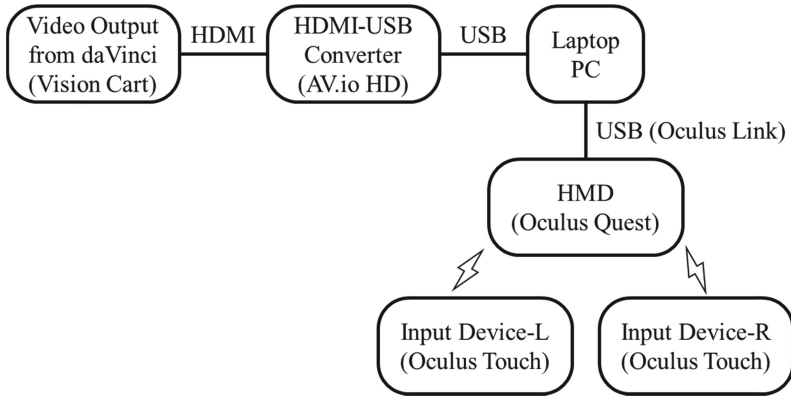 Video Output
from daVinci
(Vision Cart)
HDMI
HDMI-USB
Converter
(AV.io HD)
USB
Laptop
PC
USB (Oculus Link)
HMD
(Oculus Quest)
Input Device-L
(Oculus Touch)
Input Device-R
(Oculus Touch)